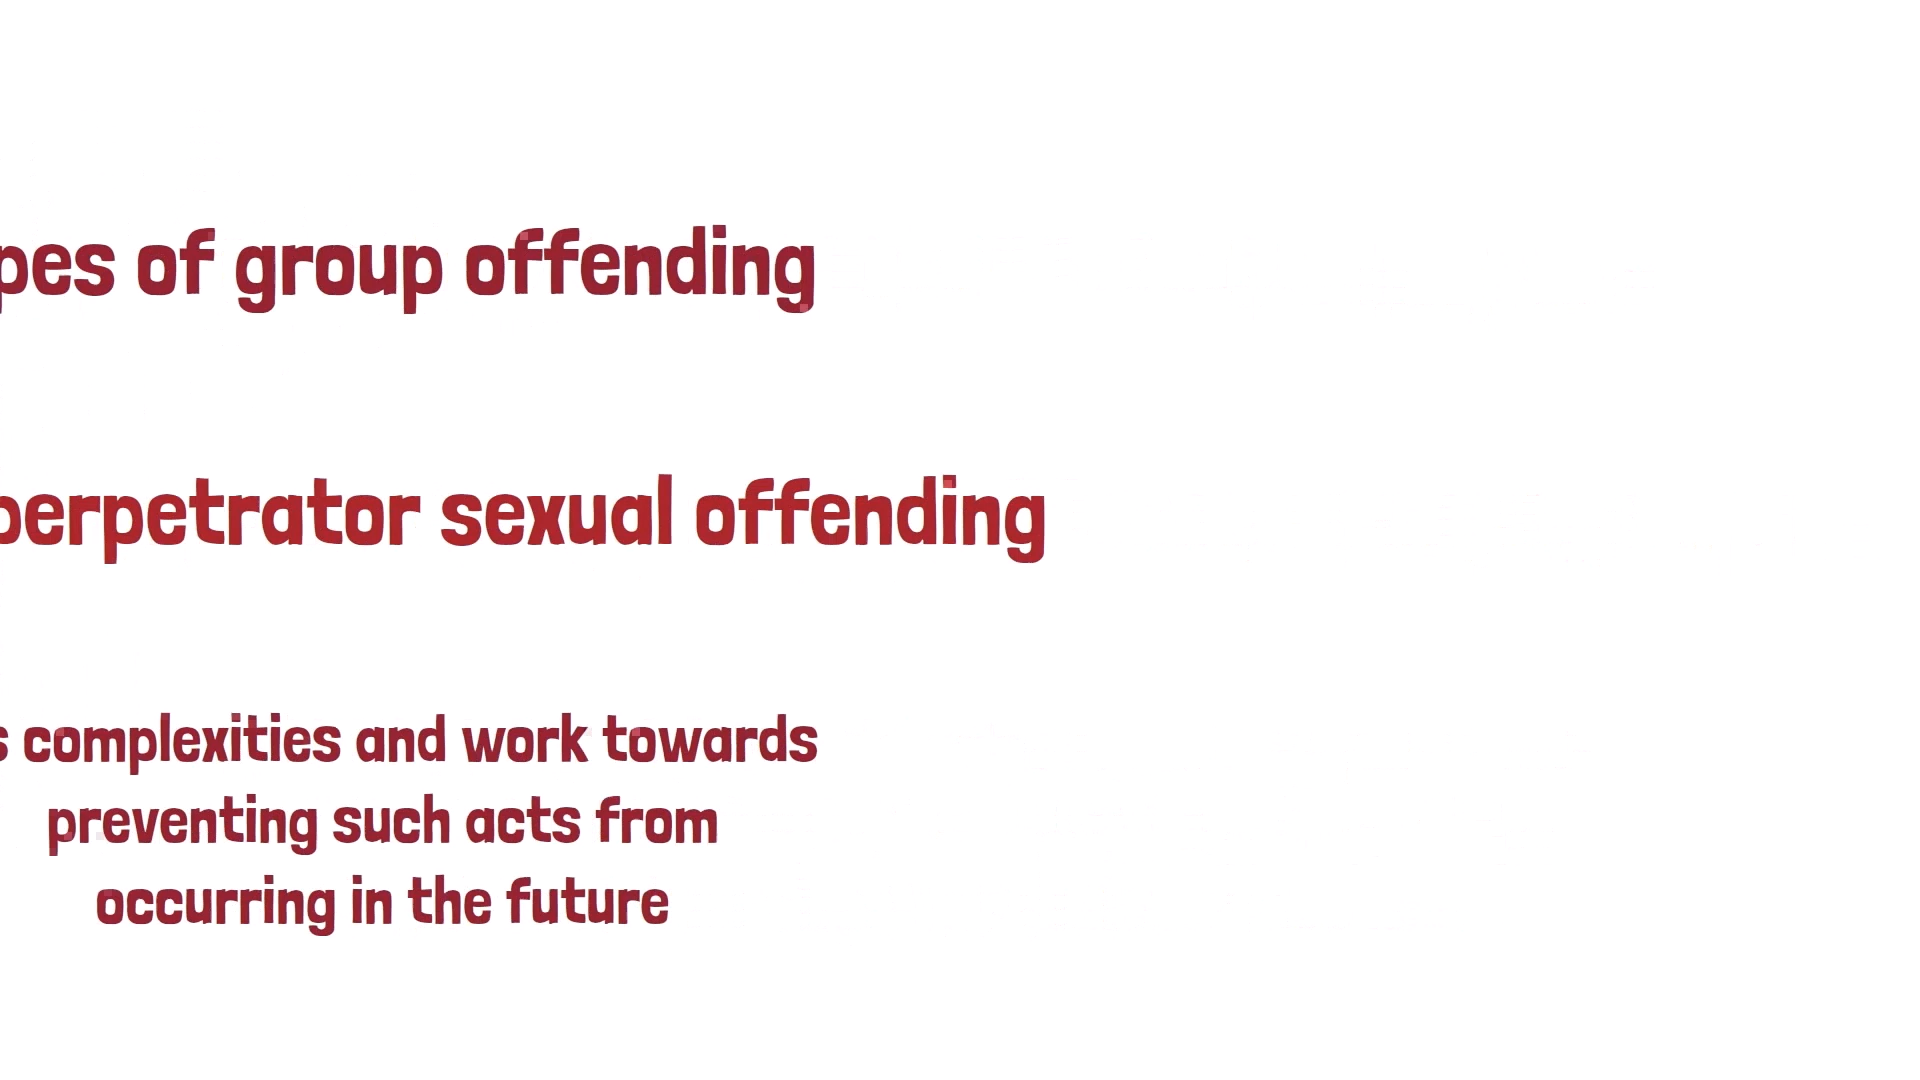 pes of group offending
perpetrator sexual offending
s complexities and work towards
preventing such acts from
occurring in the future